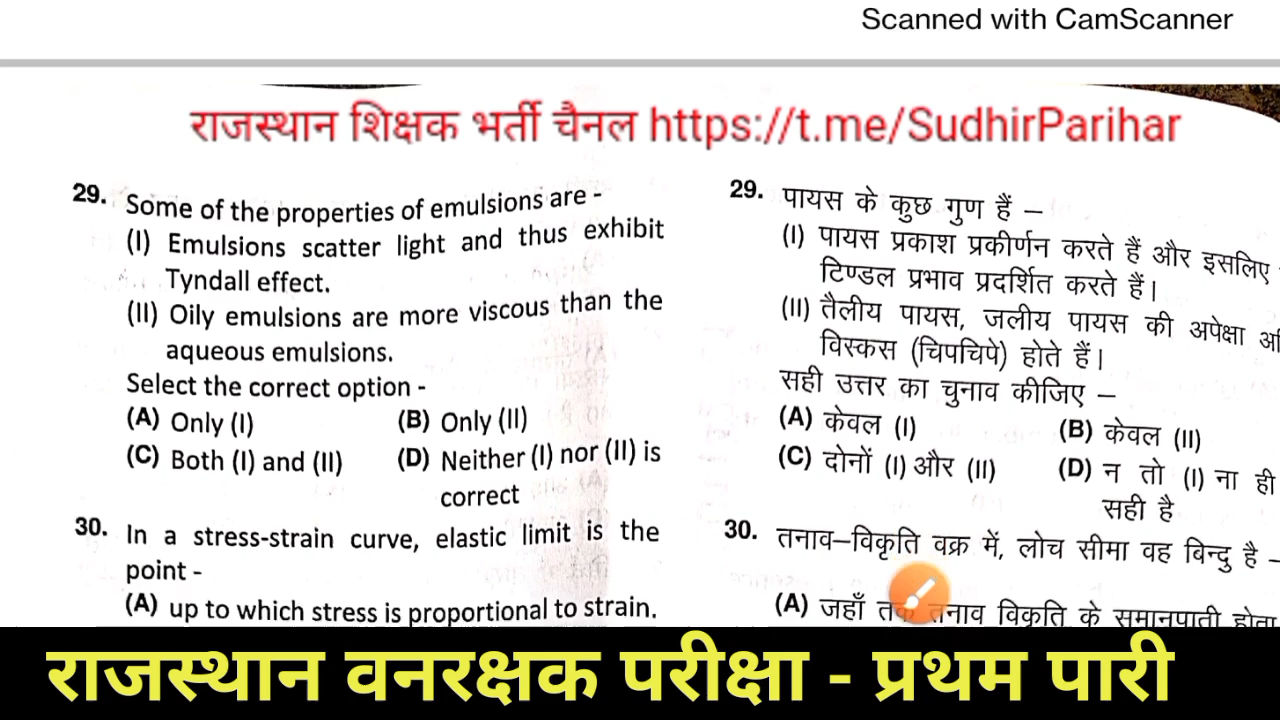 Scanned with CamScanner
राजस्थान शिक्षक भर्ती चैनल https://t.me/SudhirParihar
29. Some of the properties of emulsions are -
(I) Emulsions scatter light and thus exhibit
Tyndall effect.
(II) Oily emulsions are more viscous than the
aqueous emulsions.
Select the correct option -
(A) Only (I) (B) Only (II)
(C) Both (I) and (II) (D) Neither (I) nor (II) is
correct
30. In a stress-strain curve, elastic limit is the
point -
(A) up to which stress is proportional to strain.
29. पायस के कुछ गुण हैं –
(I) पायस प्रकाश प्रकीर्णन करते हैं और इसलिए
टिण्डल प्रभाव प्रदर्शित करते हैं।
(II) तैलीय पायस, जलीय पायस की अपेक्षा
विस्कस (चिपचिपे) होते हैं।
सही उत्तर का चुनाव कीजिए –
(A) केवल (I) (B) केवल (II)
(C) दोनों (I) और (II) (D) न तो (I) ना ही
सही है
30. तनाव–विकृति वक्र में, लोच सीमा वह बिन्दु है –
(A) जहाँ तक तनाव विकृति के समानुपाती होता
राजस्थान वनरक्षक परीक्षा - प्रथम पारी